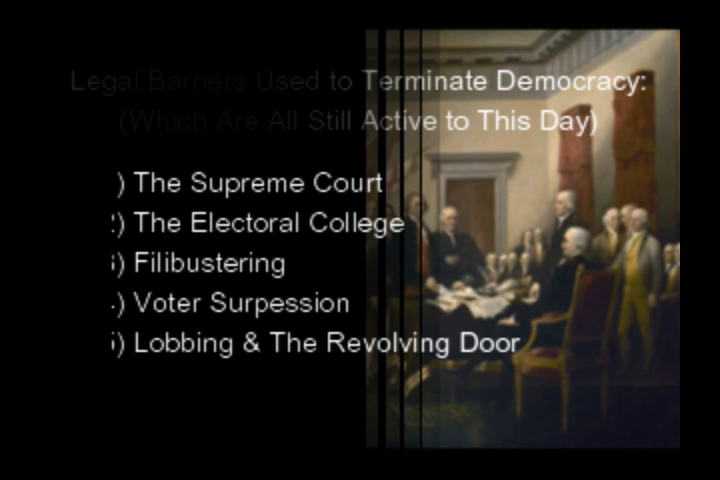 Legal Barriers Used to Terminate Democracy:
(Which Are All Still Active to This Day)
) The Supreme Court
2) The Electoral College
) Filibustering
) Voter Surpession
) Lobbing & The Revolving Door